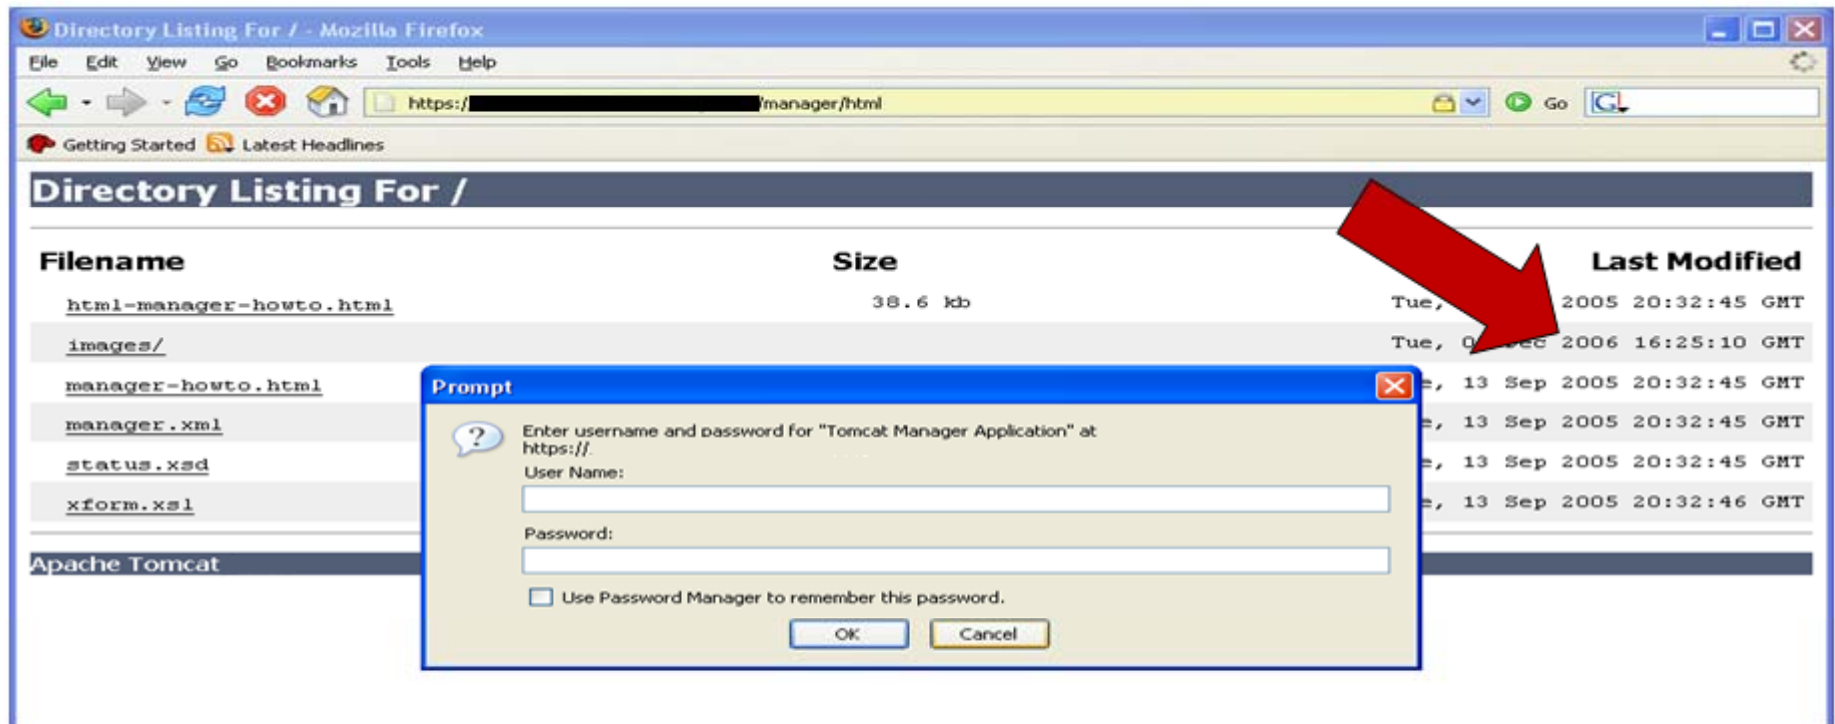 Directory Listing For / - Mozilla Firefox
File Edit View Go Bookmarks Tools Help
https:/ /manager/html Go
Getting Started Latest Headlines
Directory Listing For /
Filename Size Last Modified
html-manager-howto.html 38.6 kb Tue, 2005 20:32:45 GMT
images/ Tue, Dec 2006 16:25:10 GMT
manager-howto.html 13 Sep 2005 20:32:45 GMT
manager.xml 13 Sep 2005 20:32:45 GMT
status.xsd 13 Sep 2005 20:32:45 GMT
xform.xsl 13 Sep 2005 20:32:46 GMT
Apache Tomcat
Prompt
Enter username and password for "Tomcat Manager Application" at
https://
User Name:
Password:
Use Password Manager to remember this password.
OK Cancel